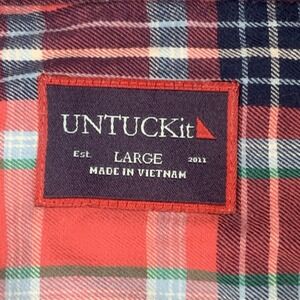 UNTUCKit
Est. LARGE 2011
MADE IN VIETNAM